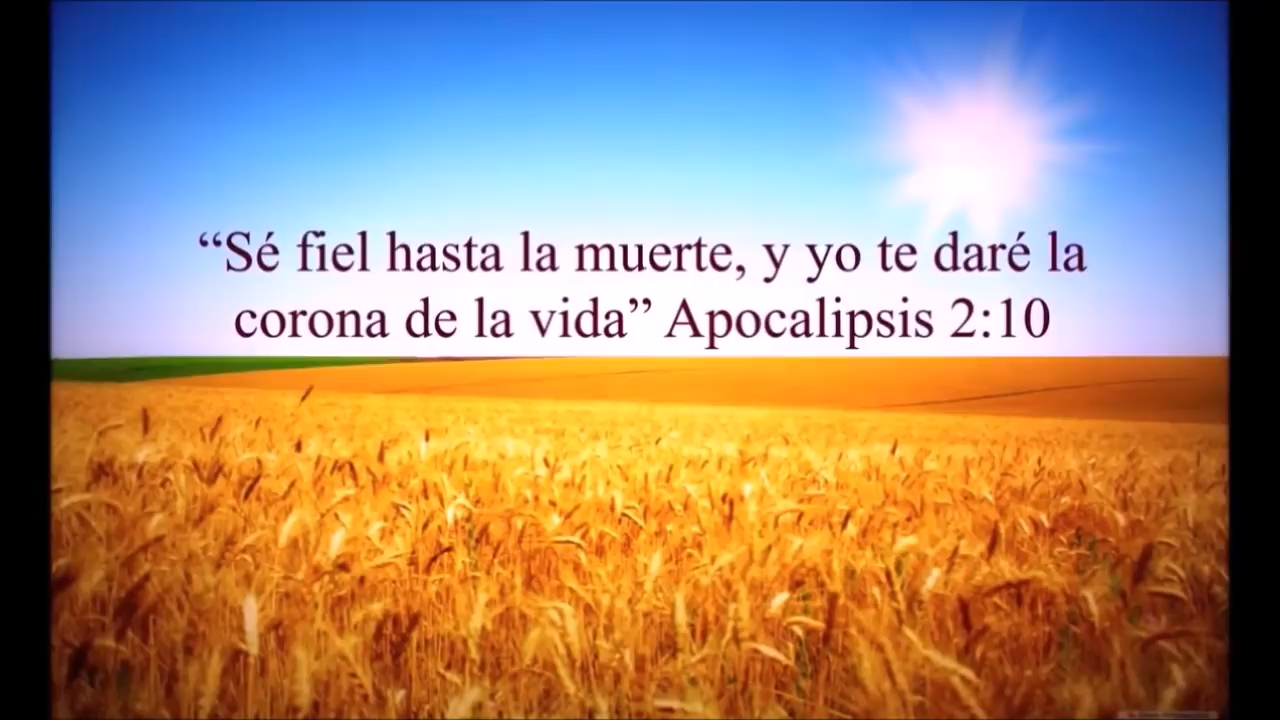 “Sé fiel hasta la muerte, y yo te daré la
corona de la vida” Apocalipsis 2:10